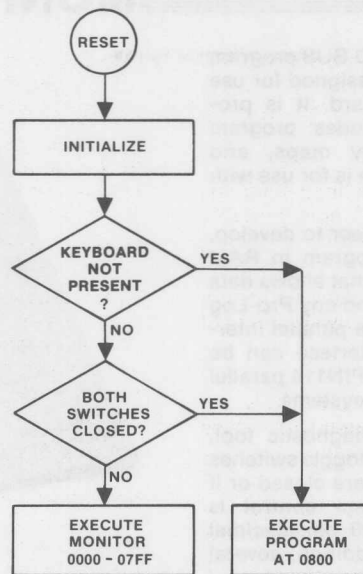 RESET
INITIALIZE
KEYBOARD
NOT
PRESENT
?
YES
NO
BOTH
SWITCHES
CLOSED?
YES
NO
EXECUTE
MONITOR
0000 - 07FF
EXECUTE
PROGRAM
AT 0800